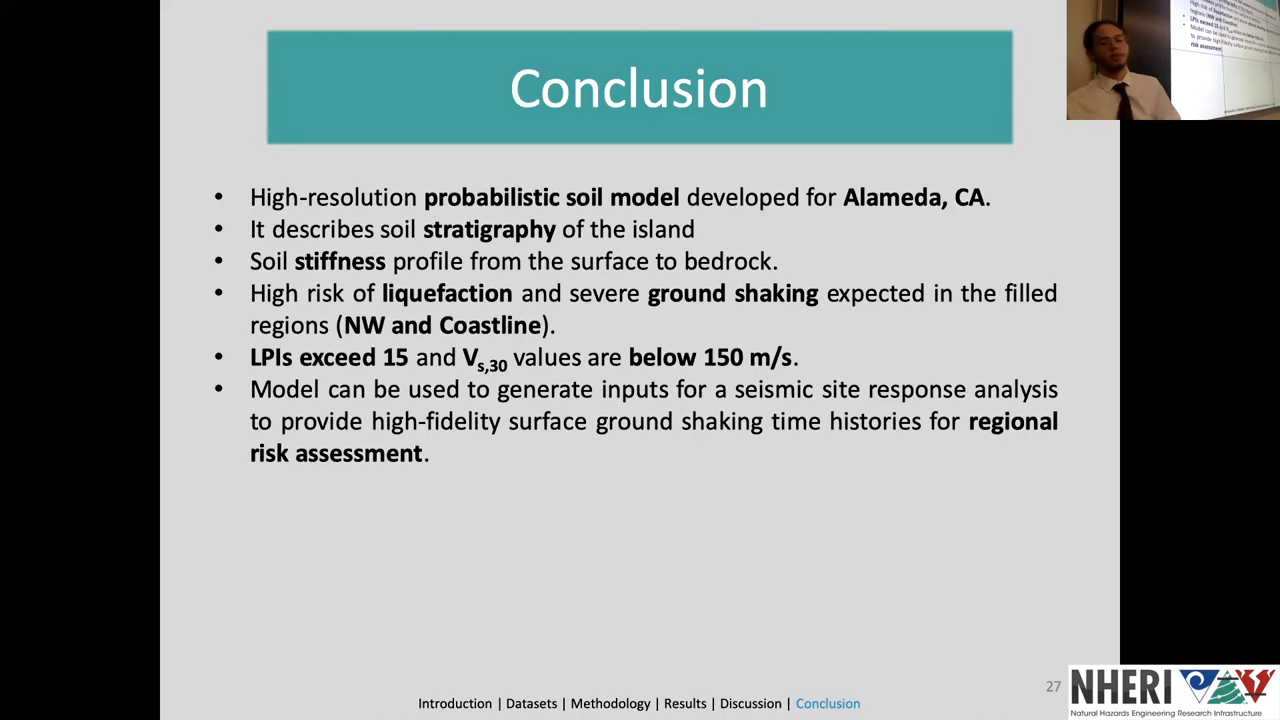 Conclusion
• High-resolution probabilistic soil model developed for Alameda, CA.
• It describes soil stratigraphy of the island
• Soil stiffness profile from the surface to bedrock.
• High risk of liquefaction and severe ground shaking expected in the filled
regions (NW and Coastline).
• LPIs exceed 15 and Vs,30 values are below 150 m/s.
• Model can be used to generate inputs for a seismic site response analysis
to provide high-fidelity surface ground shaking time histories for regional
risk assessment.
27
Introduction | Datasets | Methodology | Results | Discussion | Conclusion
NHERI
Natural Hazards Engineering Research Infrastructure